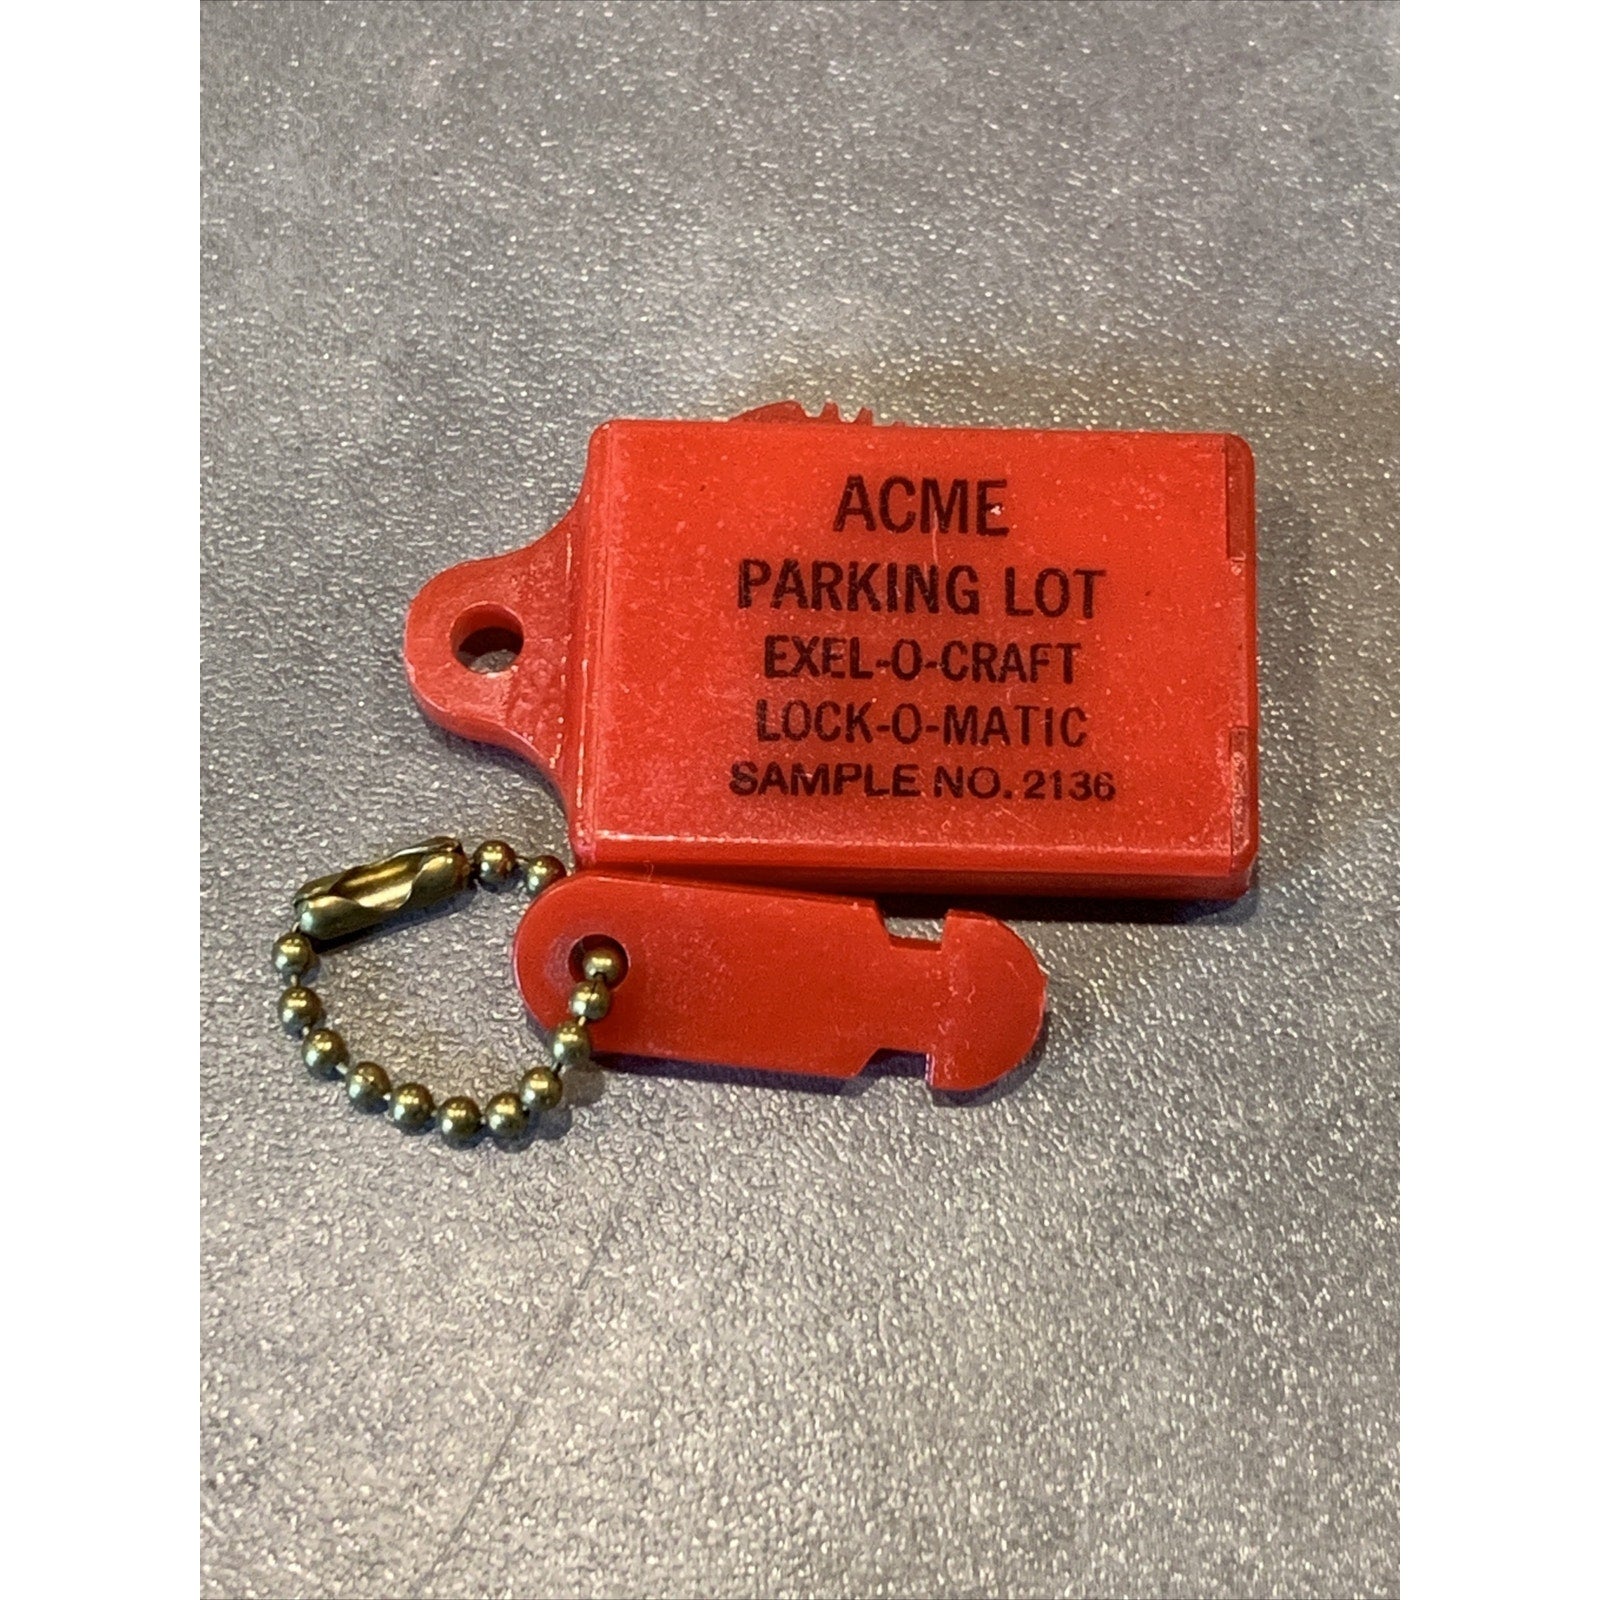 ACME
PARKING LOT
EXEL-O-CRAFT
LOCK-O-MATIC
SAMPLE NO. 2136